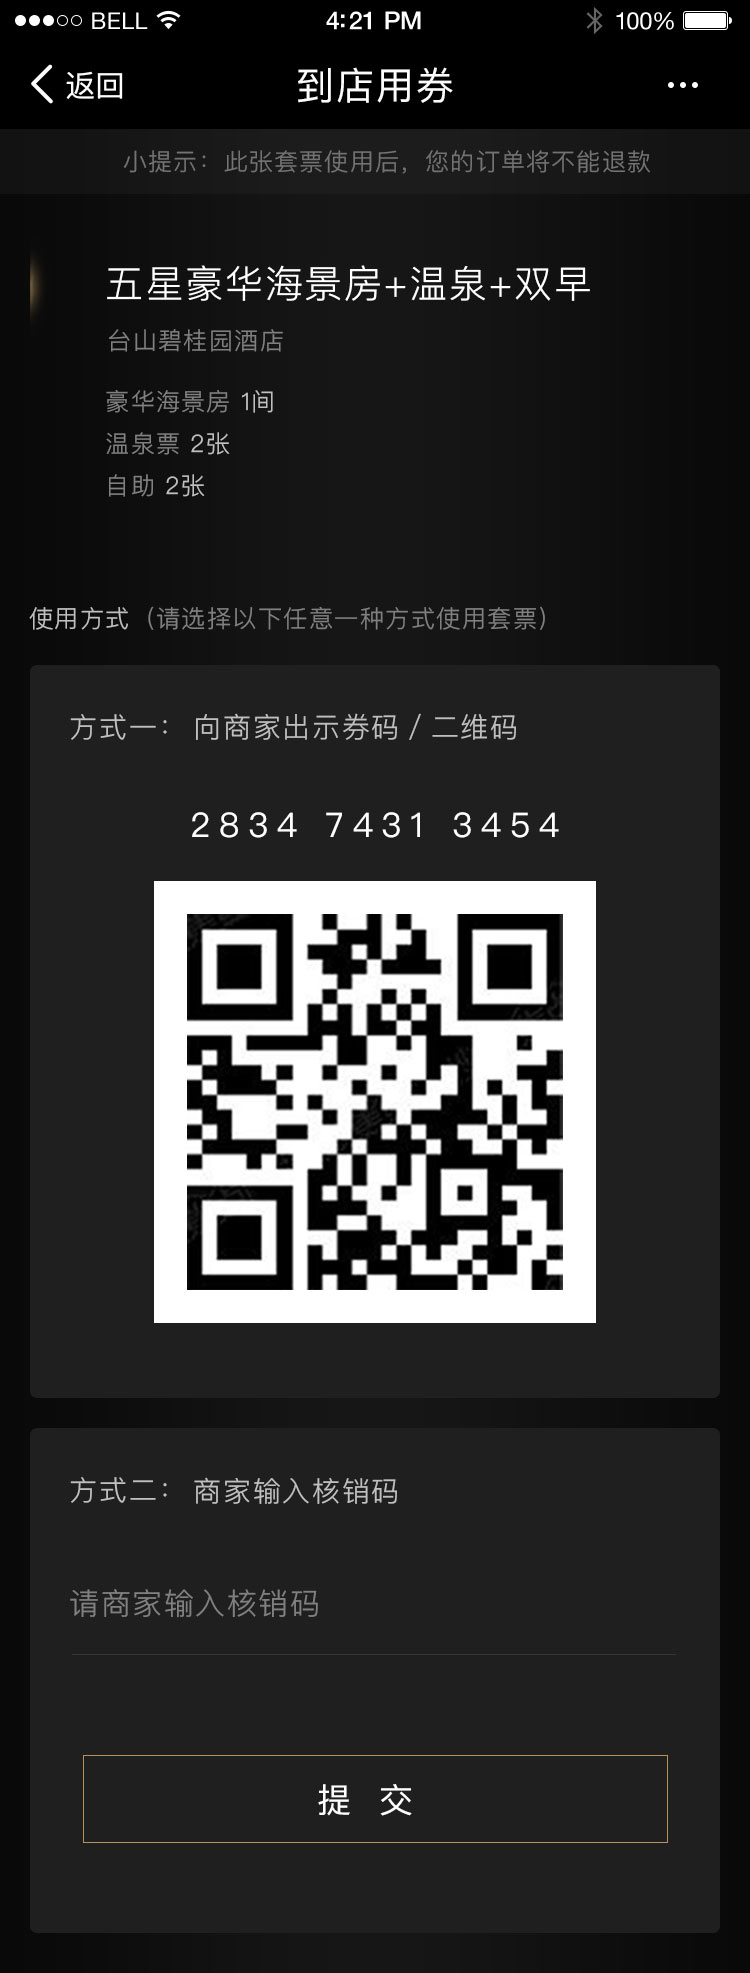 BELL 4:21 PM 100%
返回 到店用券
小提示：此张套票使用后，您的订单将不能退款
五星豪华海景房+温泉+双早
台山碧桂园酒店
豪华海景房 1间
温泉票 2张
自助 2张
使用方式（请选择以下任意一种方式使用套票）
方式一： 向商家出示券码 / 二维码
2834 7431 3454
方式二： 商家输入核销码
请商家输入核销码
提 交